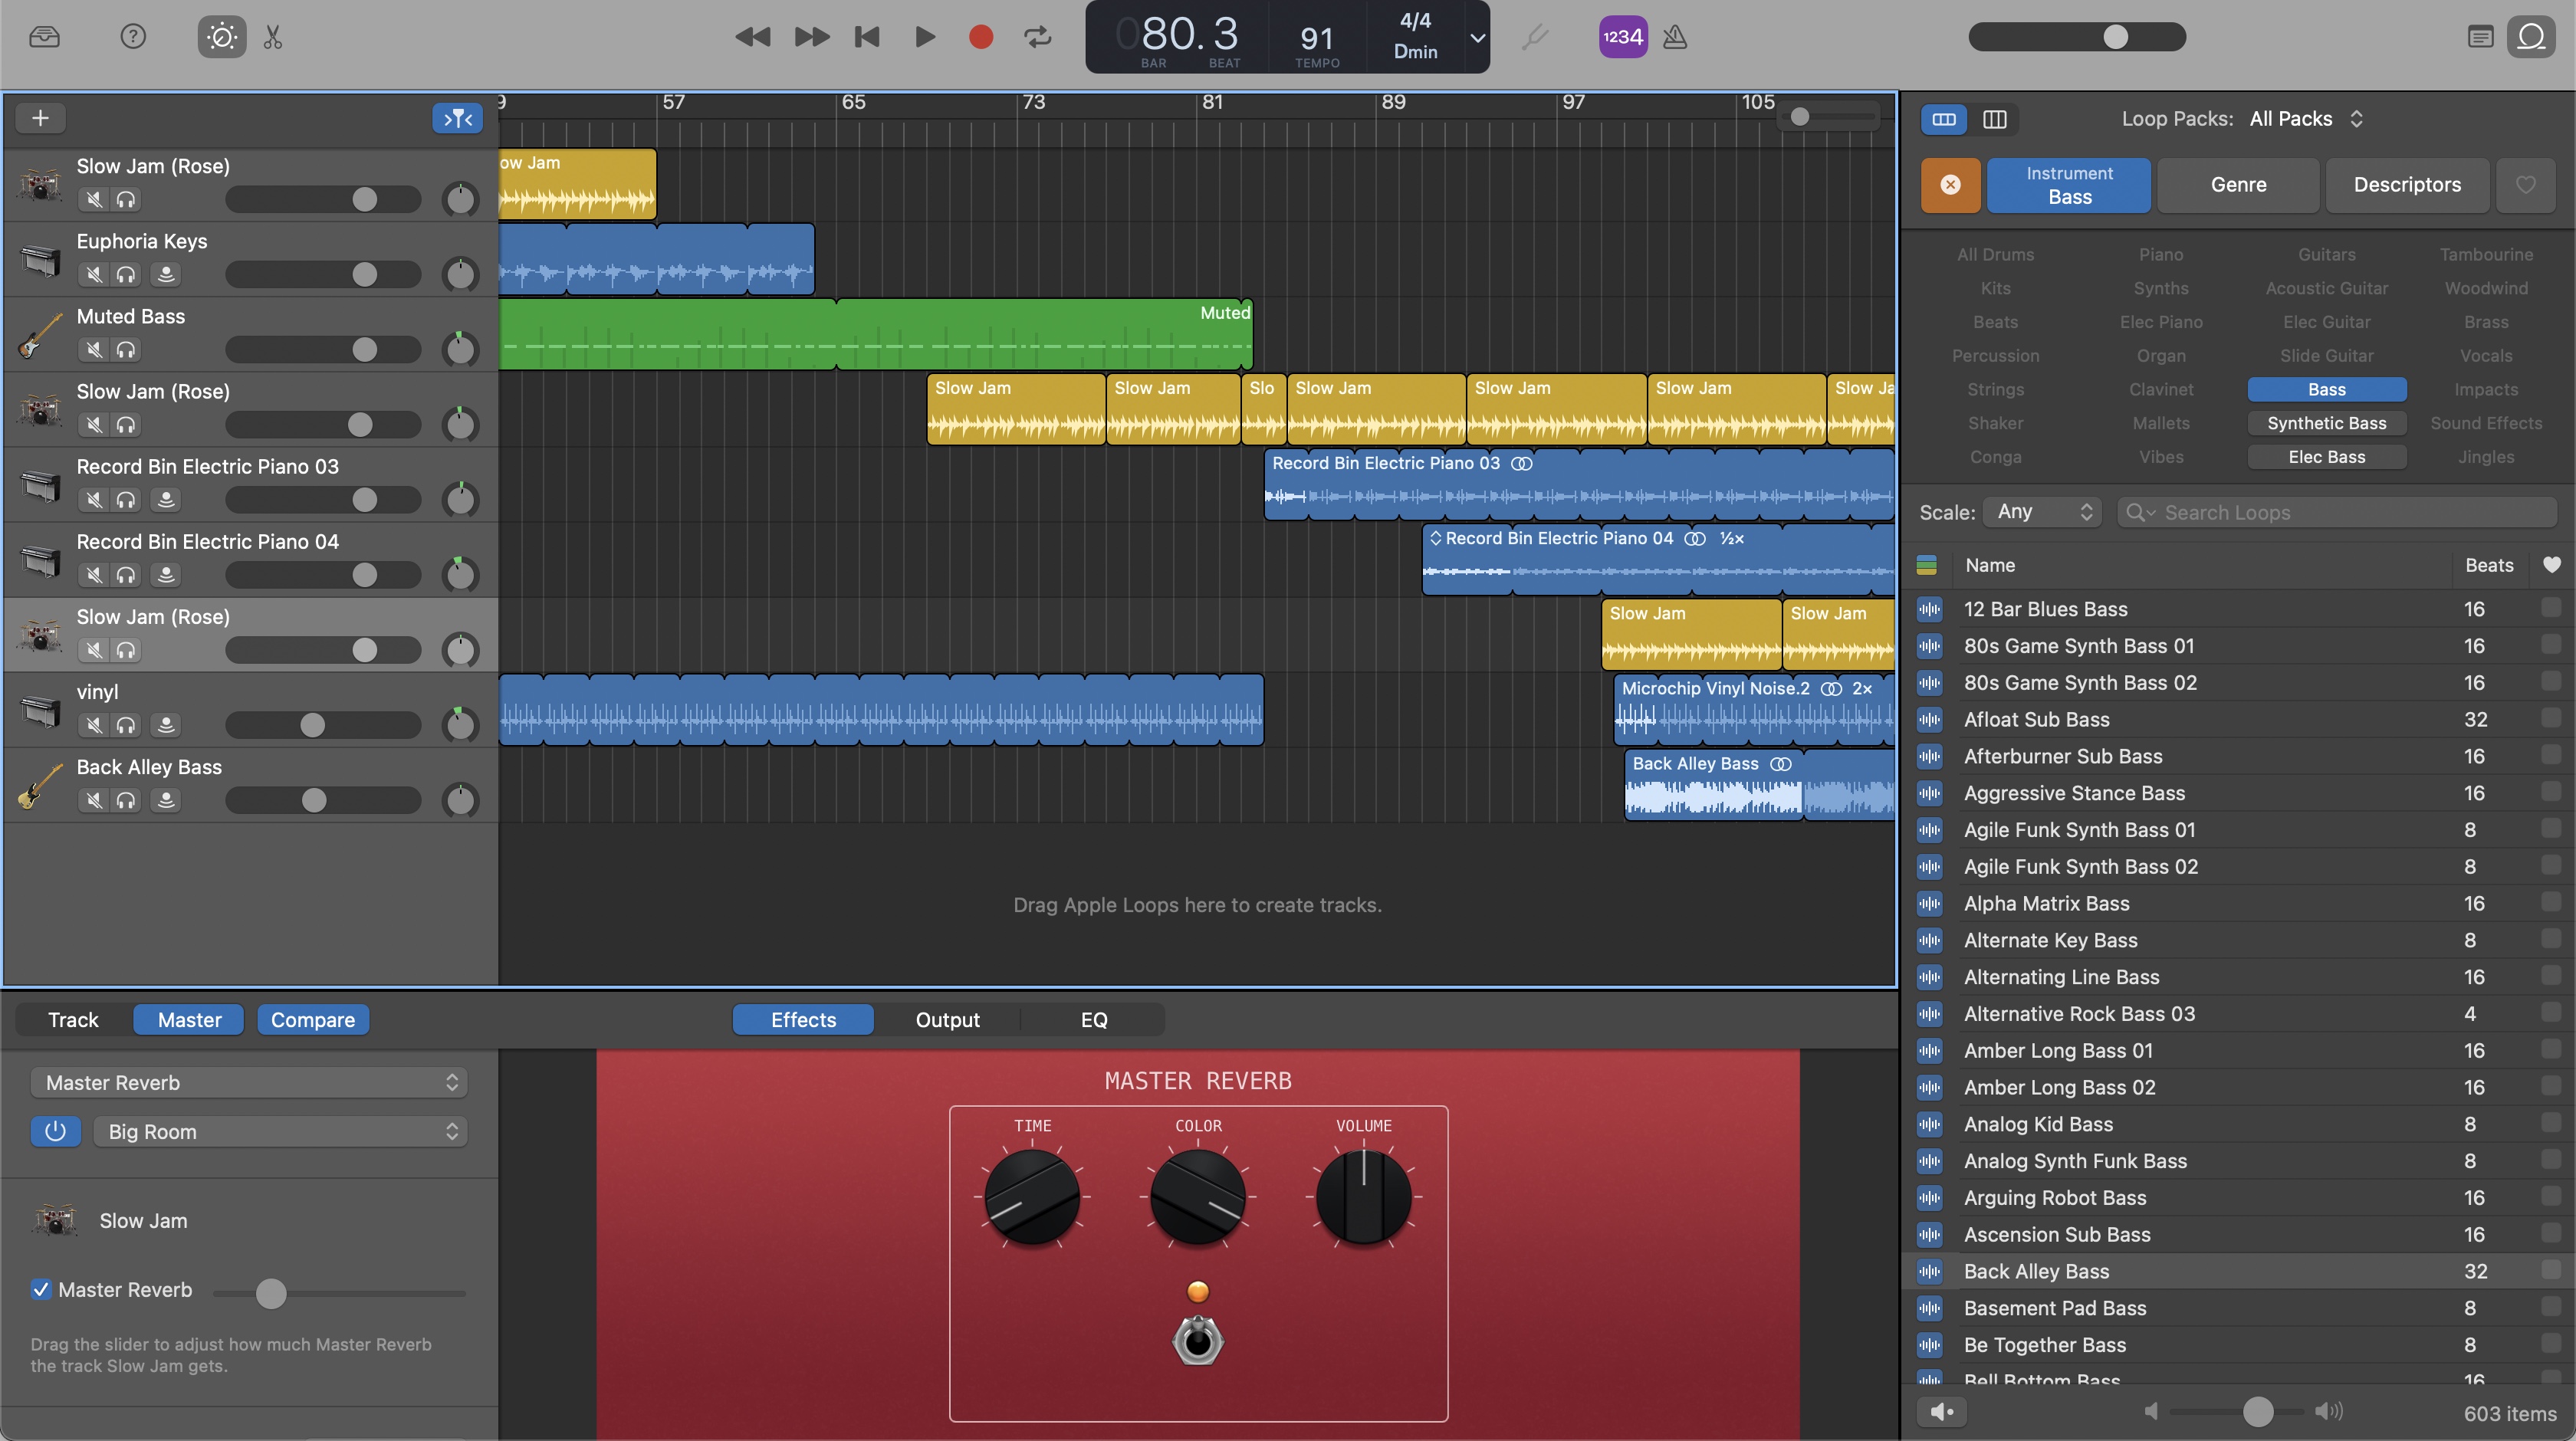 080.3
BAR BEAT
91
TEMPO
4/4
Dmin
1234
9 57 65 73 81 89 97 105
Slow Jam (Rose)
ow Jam
Euphoria Keys
Muted Bass
Muted
Slow Jam (Rose)
Slow Jam Slow Jam Slo Slow Jam Slow Jam Slow Jam Slow Ja
Record Bin Electric Piano 03
Record Bin Electric Piano 03
Record Bin Electric Piano 04
Record Bin Electric Piano 04 ½×
Slow Jam (Rose)
Slow Jam Slow Jam
vinyl
Microchip Vinyl Noise.2 2×
Back Alley Bass
Back Alley Bass
Drag Apple Loops here to create tracks.
Track Master Compare
Effects Output EQ
Master Reverb
Big Room
Slow Jam
Master Reverb
Drag the slider to adjust how much Master Reverb
the track Slow Jam gets.
MASTER REVERB
TIME COLOR VOLUME
Loop Packs: All Packs
Instrument
Bass
Genre
Descriptors
All Drums Piano Guitars Tambourine
Kits Synths Acoustic Guitar Woodwind
Beats Elec Piano Elec Guitar Brass
Percussion Organ Slide Guitar Vocals
Strings Clavinet Bass Impacts
Shaker Mallets Synthetic Bass Sound Effects
Conga Vibes Elec Bass Jingles
Scale: Any Search Loops
Name Beats
12 Bar Blues Bass 16
80s Game Synth Bass 01 16
80s Game Synth Bass 02 16
Afloat Sub Bass 32
Afterburner Sub Bass 16
Aggressive Stance Bass 16
Agile Funk Synth Bass 01 8
Agile Funk Synth Bass 02 8
Alpha Matrix Bass 16
Alternate Key Bass 8
Alternating Line Bass 16
Alternative Rock Bass 03 4
Amber Long Bass 01 16
Amber Long Bass 02 16
Analog Kid Bass 8
Analog Synth Funk Bass 8
Arguing Robot Bass 16
Ascension Sub Bass 16
Back Alley Bass 32
Basement Pad Bass 8
Be Together Bass 8
Bell Bottom Bass 16
603 items